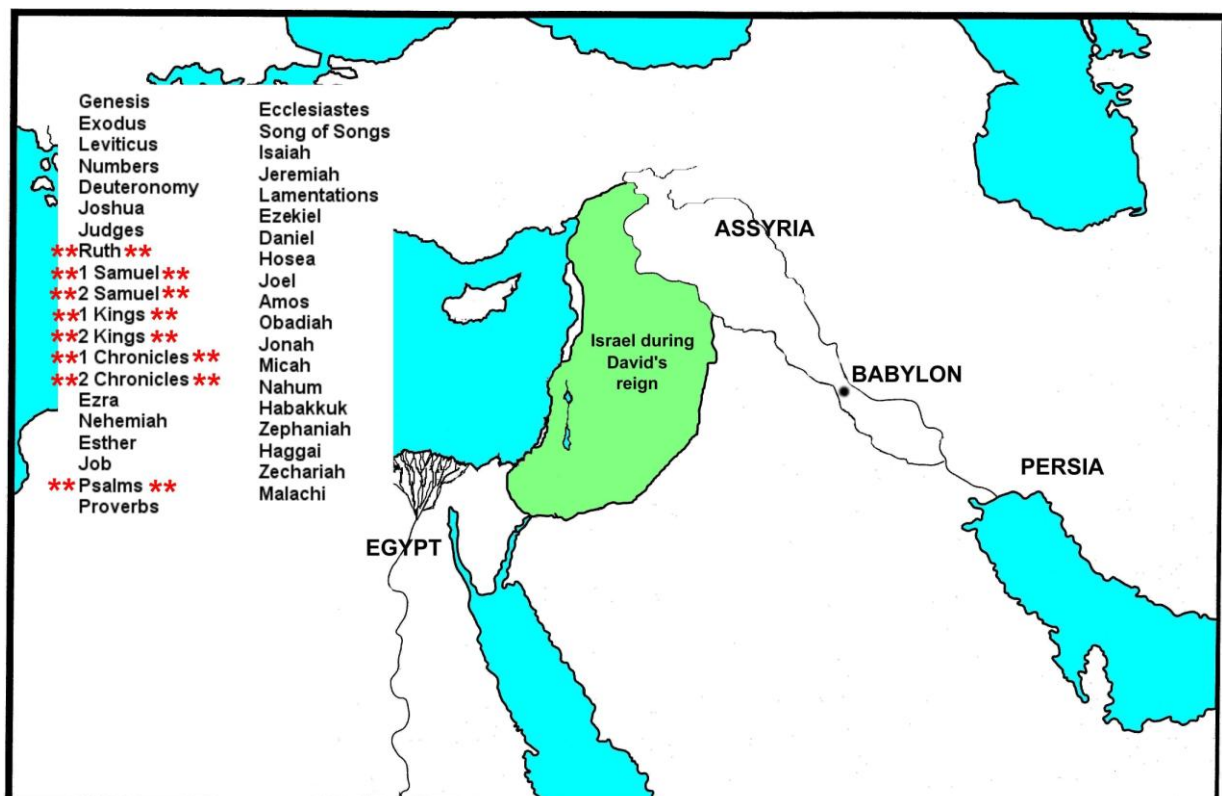 Genesis
Exodus
Leviticus
Numbers
Deuteronomy
Joshua
Judges
**Ruth **
**1 Samuel **
**2 Samuel **
**1 Kings **
**2 Kings **
**1 Chronicles **
**2 Chronicles **
Ezra
Nehemiah
Esther
Job
**Psalms **
Proverbs
Ecclesiastes
Song of Songs
Isaiah
Jeremiah
Lamentations
Ezekiel
Daniel
Hosea
Joel
Amos
Obadiah
Jonah
Micah
Nahum
Habakkuk
Zephaniah
Haggai
Zechariah
Malachi
ASSYRIA
Israel during
David's
reign
BABYLON
PERSIA
EGYPT